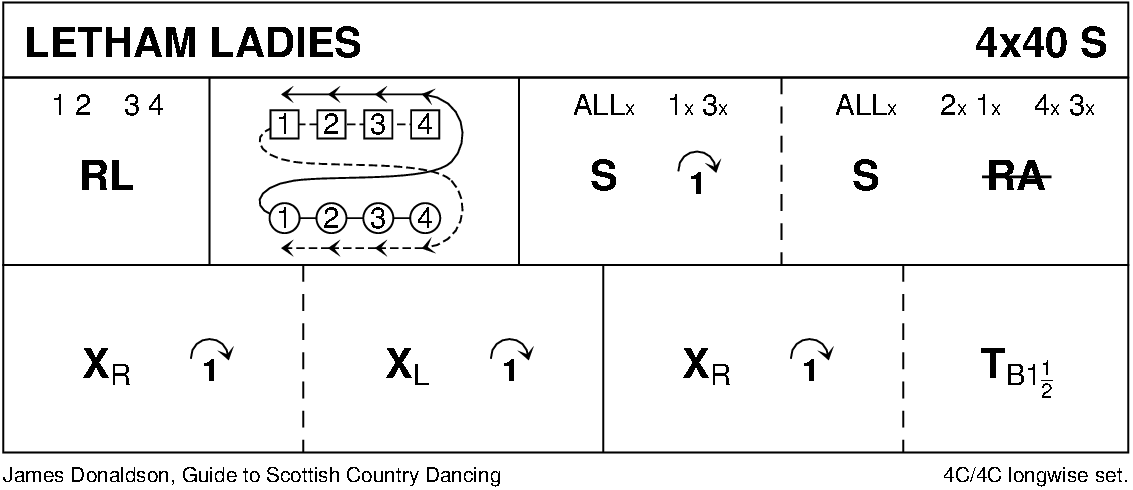 LETHAM LADIES 4x40 S
1 2 3 4
RL
1 2 3 4
1 2 3 4
ALLx 1x 3x
S 1
ALLx 2x 1x 4x 3x
S RA
XR 1
XL 1
XR 1
TB1½
James Donaldson, Guide to Scottish Country Dancing 4C/4C longwise set.